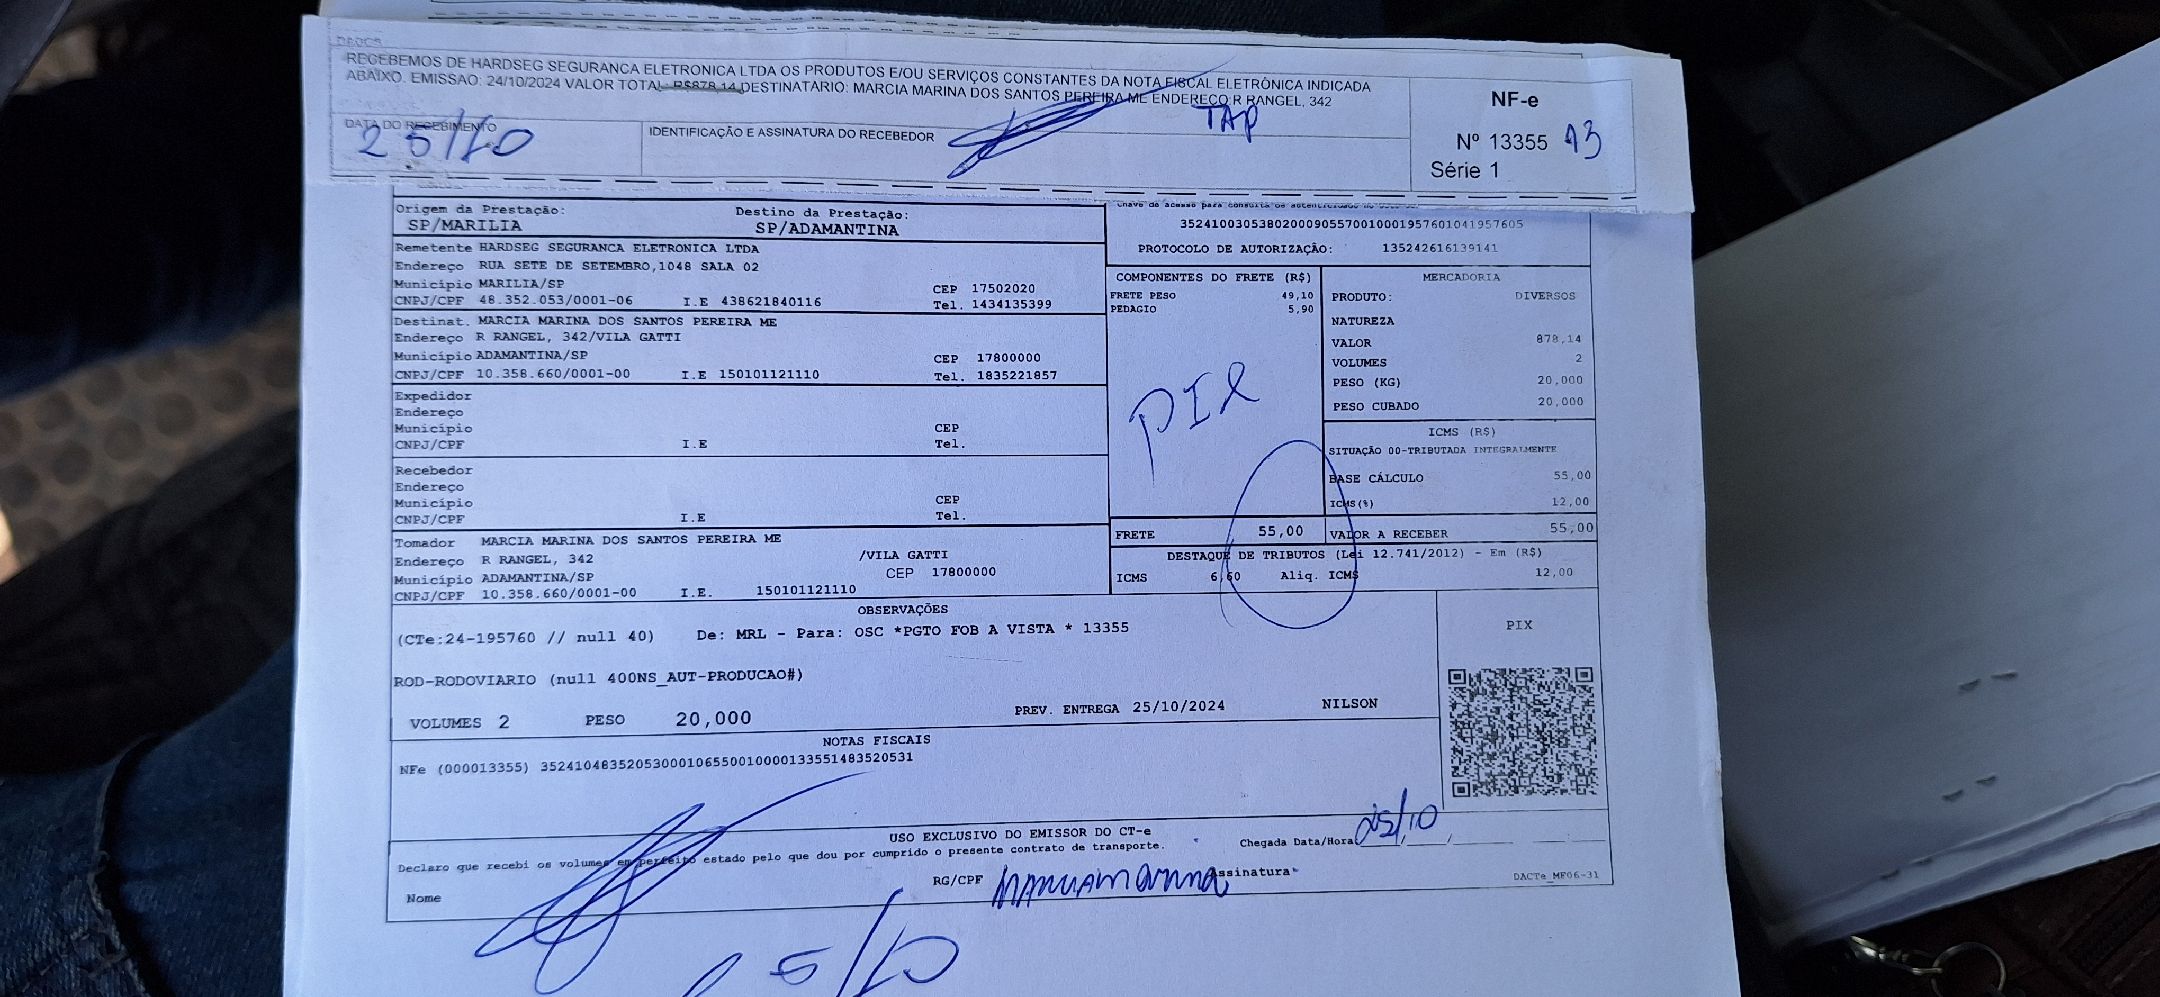 RECEBEMOS DE HARDSEG SEGURANCA ELETRONICA LTDA OS PRODUTOS E/OU SERVIÇOS CONSTANTES DA NOTA FISCAL ELETRÔNICA INDICADA
ABAIXO. EMISSAO: 24/10/2024 VALOR TOTAL R$878,14 DESTINATARIO: MARCIA MARINA DOS SANTOS PEREIRA ME ENDEREÇO: R RANGEL, 342
DATA DO RECEBIMENTO
25/10
IDENTIFICAÇÃO E ASSINATURA DO RECEBEDOR
TAP
NF-e
Nº 13355 13
Série 1
Origem da Prestação:
SP/MARILIA
Destino da Prestação:
SP/ADAMANTINA
Remetente HARDSEG SEGURANCA ELETRONICA LTDA
Endereço RUA SETE DE SETEMBRO,1048 SALA 02
Município MARILIA/SP CEP 17502020
CNPJ/CPF 48.352.053/0001-06 I.E 438621840116 Tel. 1434135399
Destinat. MARCIA MARINA DOS SANTOS PEREIRA ME
Endereço R RANGEL, 342/VILA GATTI
Município ADAMANTINA/SP CEP 17800000
CNPJ/CPF 10.358.660/0001-00 I.E 150101121110 Tel. 1835221857
Expedidor
Endereço
Município CEP
CNPJ/CPF I.E Tel.
Recebedor
Endereço
Município CEP
CNPJ/CPF I.E Tel.
Tomador MARCIA MARINA DOS SANTOS PEREIRA ME
Endereço R RANGEL, 342 /VILA GATTI
Município ADAMANTINA/SP CEP 17800000
CNPJ/CPF 10.358.660/0001-00 I.E. 150101121110
Chave de acesso para consulta de autenticidade no
35241003053802000905570010001957601041957605
PROTOCOLO DE AUTORIZAÇÃO: 135242616139141
COMPONENTES DO FRETE (R$)
FRETE PESO 49,10
PEDAGIO 5,90
PIX
MERCADORIA
PRODUTO: DIVERSOS
NATUREZA
VALOR 878,14
VOLUMES 2
PESO (KG) 20,000
PESO CUBADO 20,000
ICMS (R$)
SITUAÇÃO 00-TRIBUTADA INTEGRALMENTE
BASE CÁLCULO 55,00
ICMS(%) 12,00
FRETE 55,00
VALOR A RECEBER 55,00
DESTAQUE DE TRIBUTOS (Lei 12.741/2012) - Em (R$)
ICMS 6,60 Aliq. ICMS 12,00
OBSERVAÇÕES
(CTe:24-195760 // null 40) De: MRL - Para: OSC *PGTO FOB A VISTA * 13355
ROD-RODOVIARIO (null 400NS_AUT-PRODUCAO#)
VOLUMES 2 PESO 20,000 PREV. ENTREGA 25/10/2024 NILSON
PIX
NOTAS FISCAIS
NFe (000013355) 35241048352053000106550010000133551483520531
USO EXCLUSIVO DO EMISSOR DO CT-e
Declaro que recebi os volumes em perfeito estado pelo que dou por cumprido o presente contrato de transporte.
Chegada Data/Hora 25/10
Nome
RG/CPF
Assinatura
DACTe_MF06-31
25/10